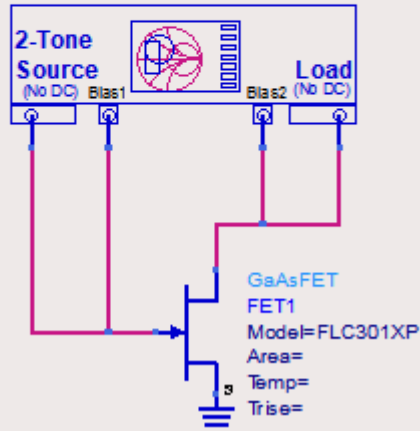 2-Tone
Source
(No DC)
Bias1
Bias2
Load
(No DC)
GaAsFET
FET1
Model=FLC301XP
Area=
Temp=
Trise=
3